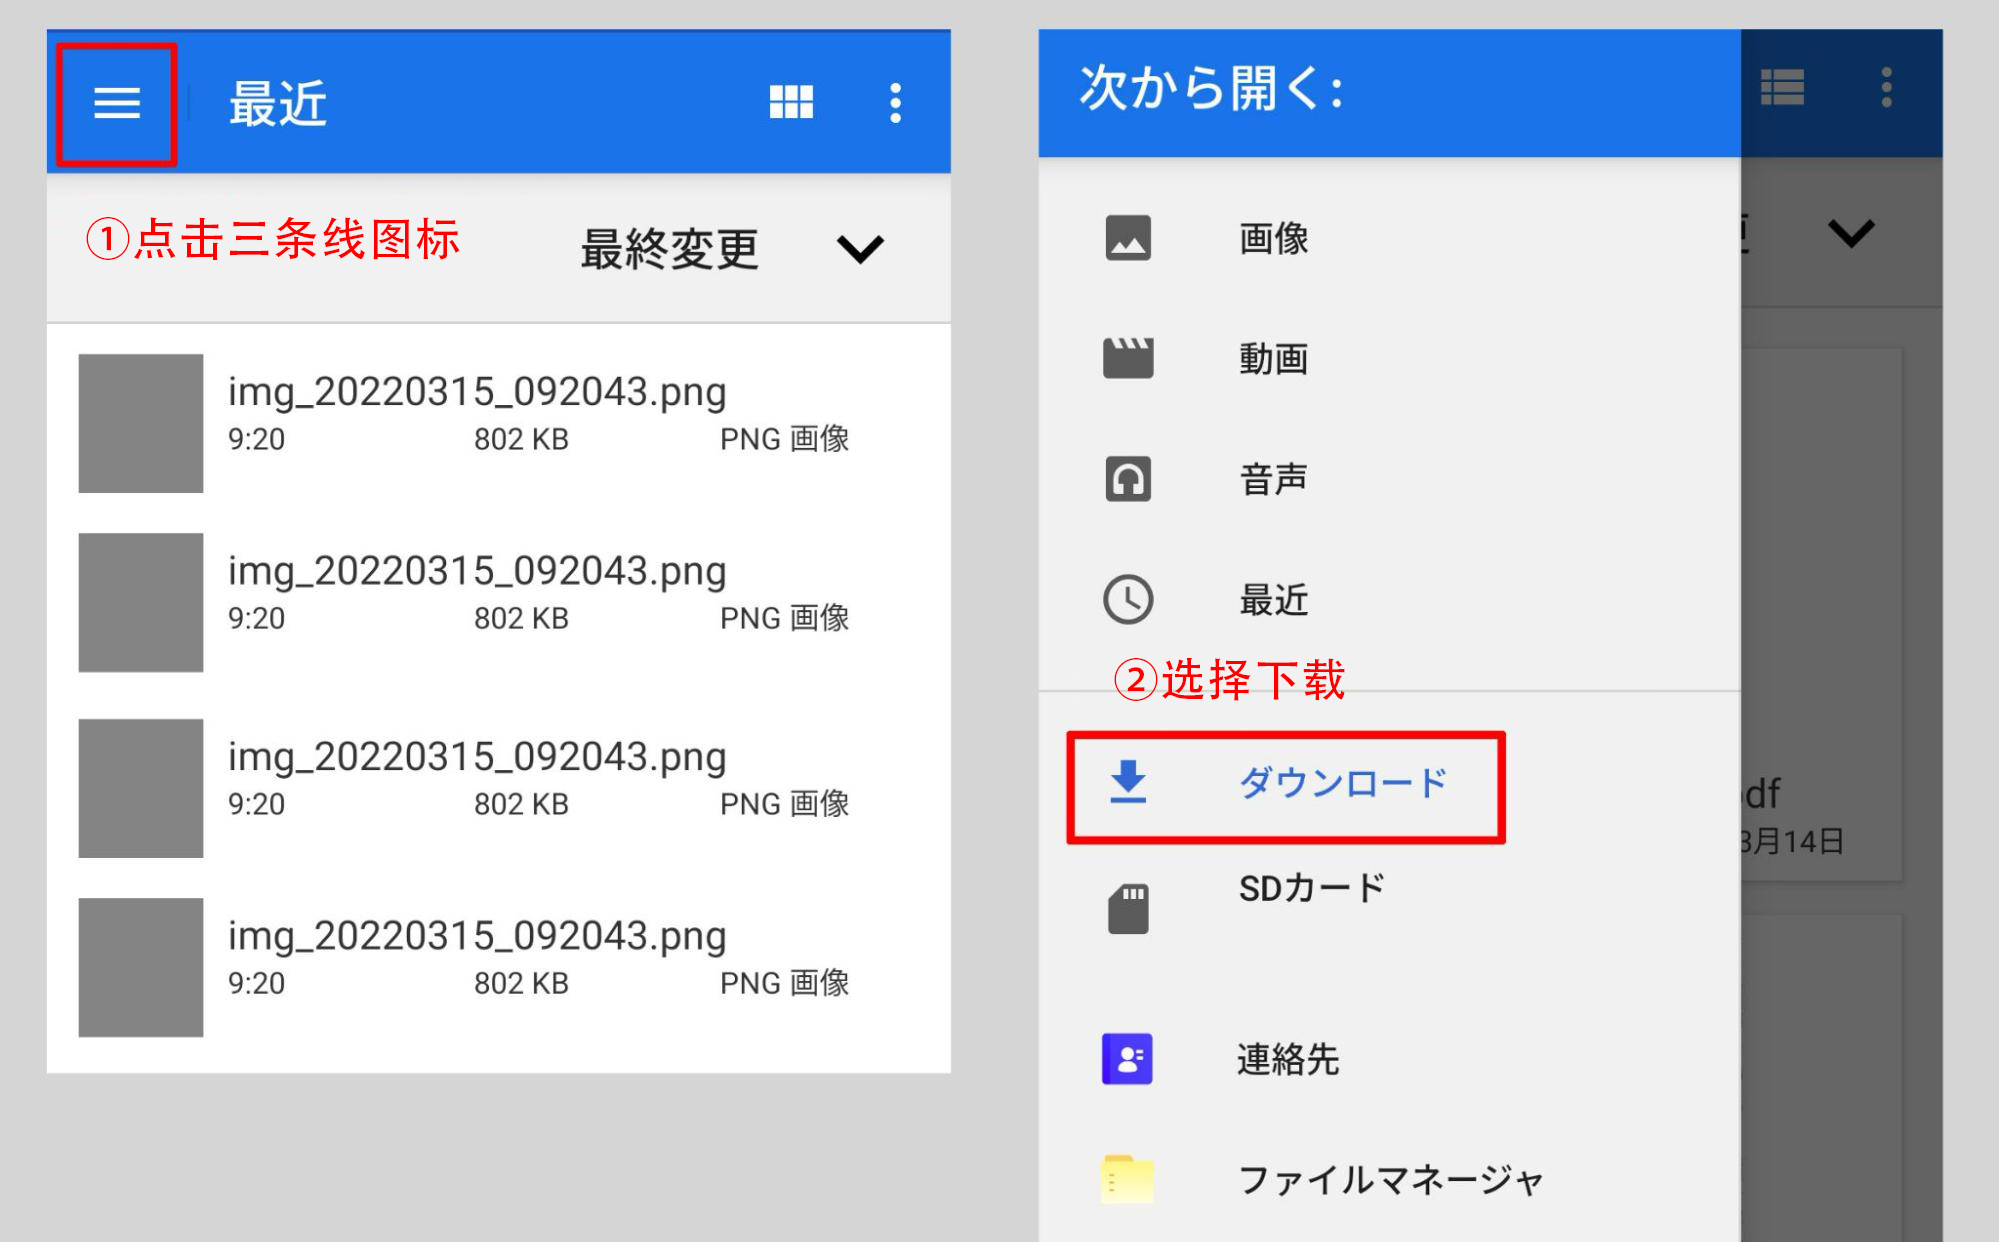 最近
①点击三条线图标
最終変更
img_20220315_092043.png
9:20 802 KB PNG 画像
img_20220315_092043.png
9:20 802 KB PNG 画像
img_20220315_092043.png
9:20 802 KB PNG 画像
img_20220315_092043.png
9:20 802 KB PNG 画像
次から開く:
画像
動画
音声
最近
②选择下载
ダウンロード
SDカード
連絡先
ファイルマネージャ
df
3月14日